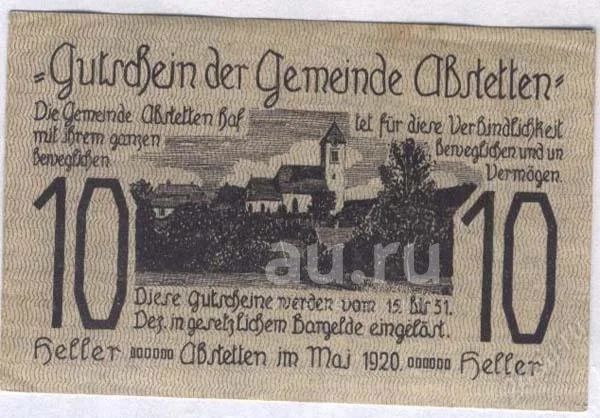 "Gutschein der Gemeinde Abstetten"
Die Gemeinde Abstetten haf tet für diese Verbindlichkeit
mit ihrem ganzen beweglichen und un
beweglichen Vermögen.
10 10
Diese Gutscheine werden vom 15. bis 31.
Dez. in gesetzlichem Bargelde eingelöst.
Heller Abstetten im Mai 1920. Heller
au.ru